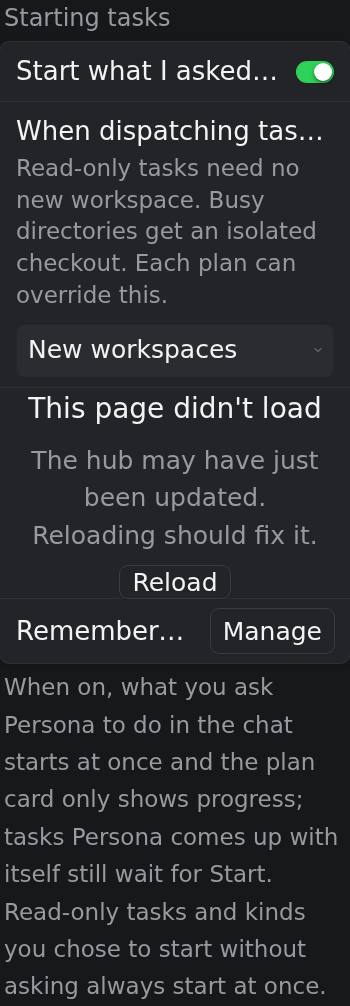 Starting tasks
Start what I asked…
When dispatching tas…
Read-only tasks need no
new workspace. Busy
directories get an isolated
checkout. Each plan can
override this.
New workspaces
This page didn't load
The hub may have just
been updated.
Reloading should fix it.
Reload
Remember…
Manage
When on, what you ask
Persona to do in the chat
starts at once and the plan
card only shows progress;
tasks Persona comes up with
itself still wait for Start.
Read-only tasks and kinds
you chose to start without
asking always start at once.